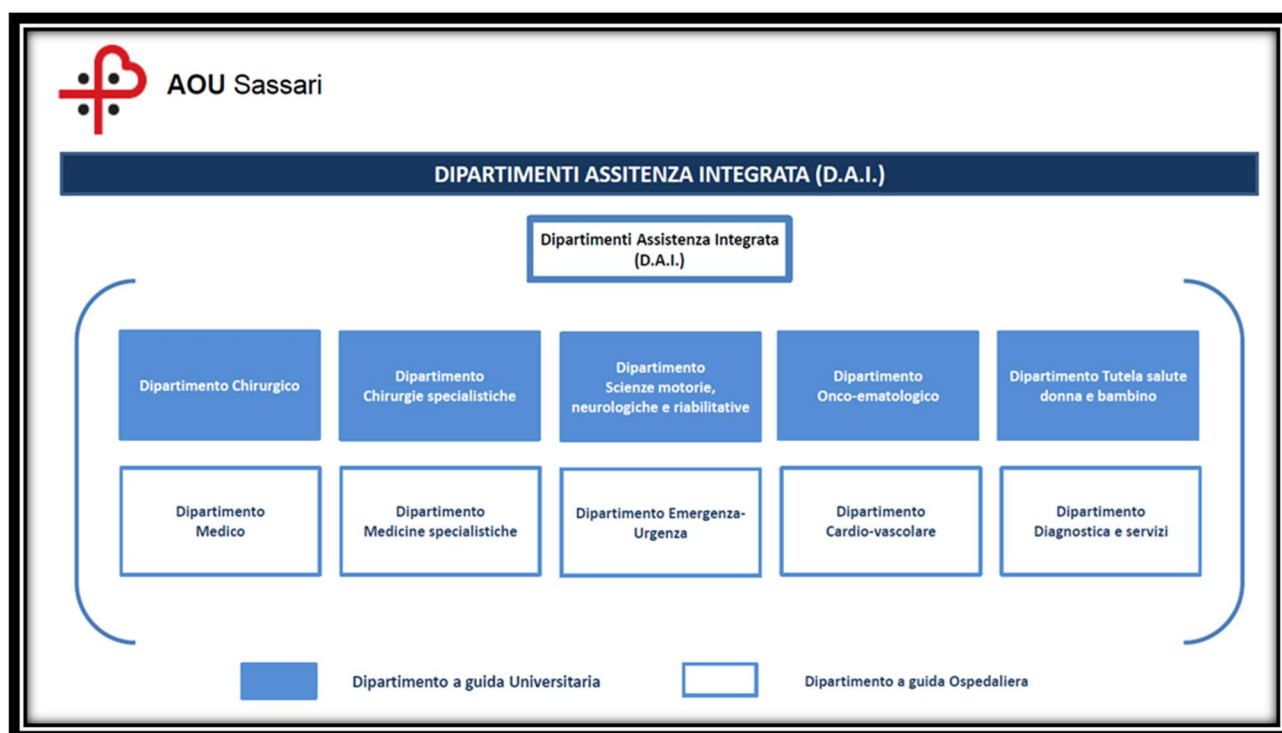 AOU Sassari
DIPARTIMENTI ASSITENZA INTEGRATA (D.A.I.)
Dipartimenti Assistenza Integrata
(D.A.I.)
Dipartimento Chirurgico
Dipartimento
Chirurgie specialistiche
Dipartimento
Scienze motorie,
neurologiche e riabilitative
Dipartimento
Onco-ematologico
Dipartimento Tutela salute
donna e bambino
Dipartimento
Medico
Dipartimento
Medicine specialistiche
Dipartimento Emergenza-
Urgenza
Dipartimento
Cardio-vascolare
Dipartimento
Diagnostica e servizi
Dipartimento a guida Universitaria
Dipartimento a guida Ospedaliera